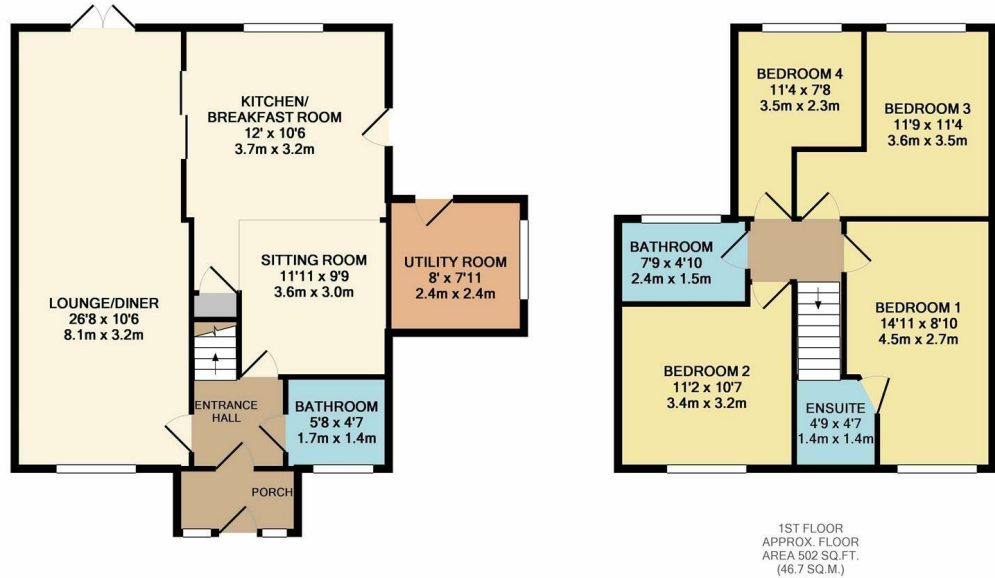 KITCHEN/
BREAKFAST ROOM
12' x 10'6
3.7m x 3.2m
SITTING ROOM
11'11 x 9'9
3.6m x 3.0m
UTILITY ROOM
8' x 7'11
2.4m x 2.4m
LOUNGE/DINER
26'8 x 10'6
8.1m x 3.2m
ENTRANCE
HALL
BATHROOM
5'8 x 4'7
1.7m x 1.4m
PORCH
BEDROOM 4
11'4 x 7'8
3.5m x 2.3m
BEDROOM 3
11'9 x 11'4
3.6m x 3.5m
BATHROOM
7'9 x 4'10
2.4m x 1.5m
BEDROOM 1
14'11 x 8'10
4.5m x 2.7m
BEDROOM 2
11'2 x 10'7
3.4m x 3.2m
ENSUITE
4'9 x 4'7
1.4m x 1.4m
1ST FLOOR
APPROX. FLOOR
AREA 502 SQ.FT.
(46.7 SQ.M.)